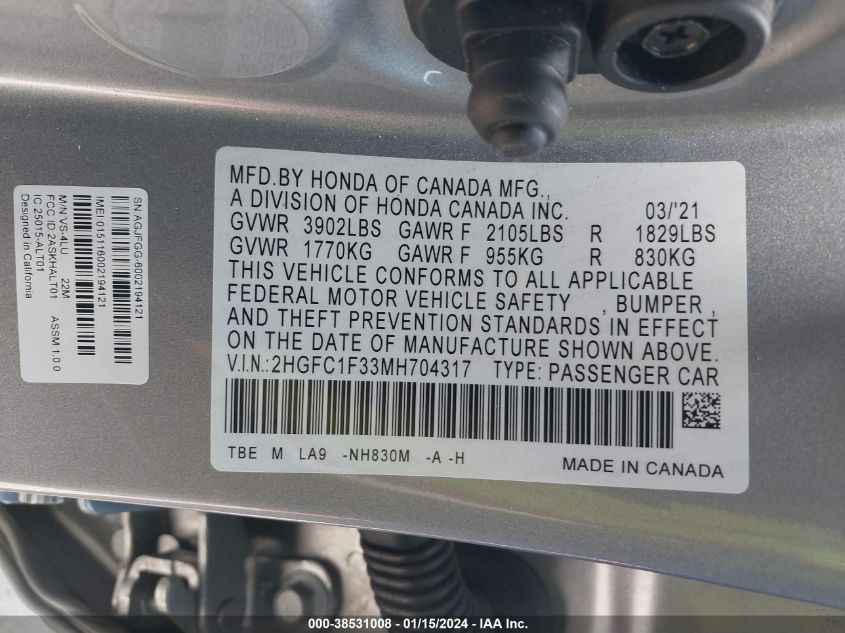 MFD.BY HONDA OF CANADA MFG.,
A DIVISION OF HONDA CANADA INC. 03/'21
GVWR 3902LBS GAWR F 2105LBS R 1829LBS
GVWR 1770KG GAWR F 955KG R 830KG
THIS VEHICLE CONFORMS TO ALL APPLICABLE
FEDERAL MOTOR VEHICLE SAFETY , BUMPER ,
AND THEFT PREVENTION STANDARDS IN EFFECT
ON THE DATE OF MANUFACTURE SHOWN ABOVE.
V.I.N.: 2HGFC1F33MH704317 TYPE: PASSENGER CAR
TBE M LA9 -NH830M -A -H
MADE IN CANADA
SN AGJFGG-6002194121
IMEI 015116002194121
M/N VS-4LU 22M
FCC ID:2ASKHALT01 ASSM 1.0.0
IC:25015-ALT01
Designed in California
000-38531008 - 01/15/2024 - IAA Inc.